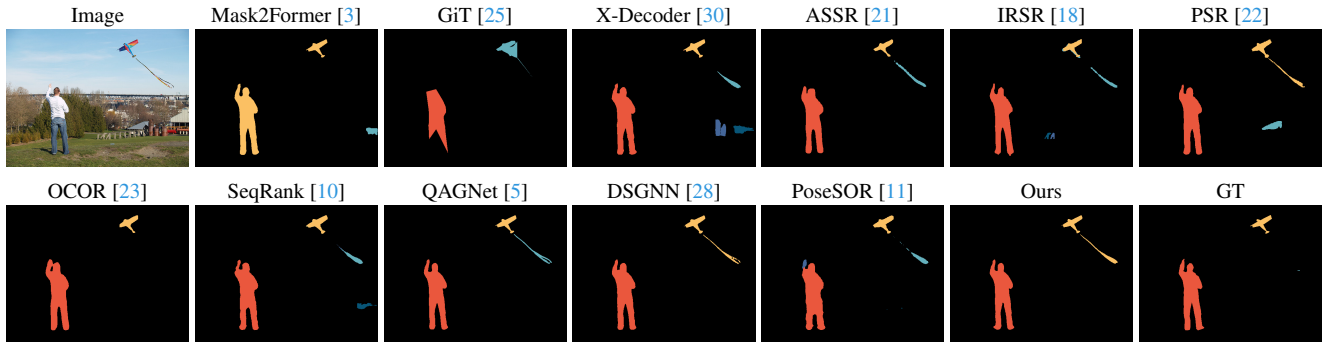 Image Mask2Former [3] GiT [25] X-Decoder [30] ASSR [21] IRSR [18] PSR [22]
OCOR [23] SeqRank [10] QAGNet [5] DSGNN [28] PoseSOR [11] Ours GT